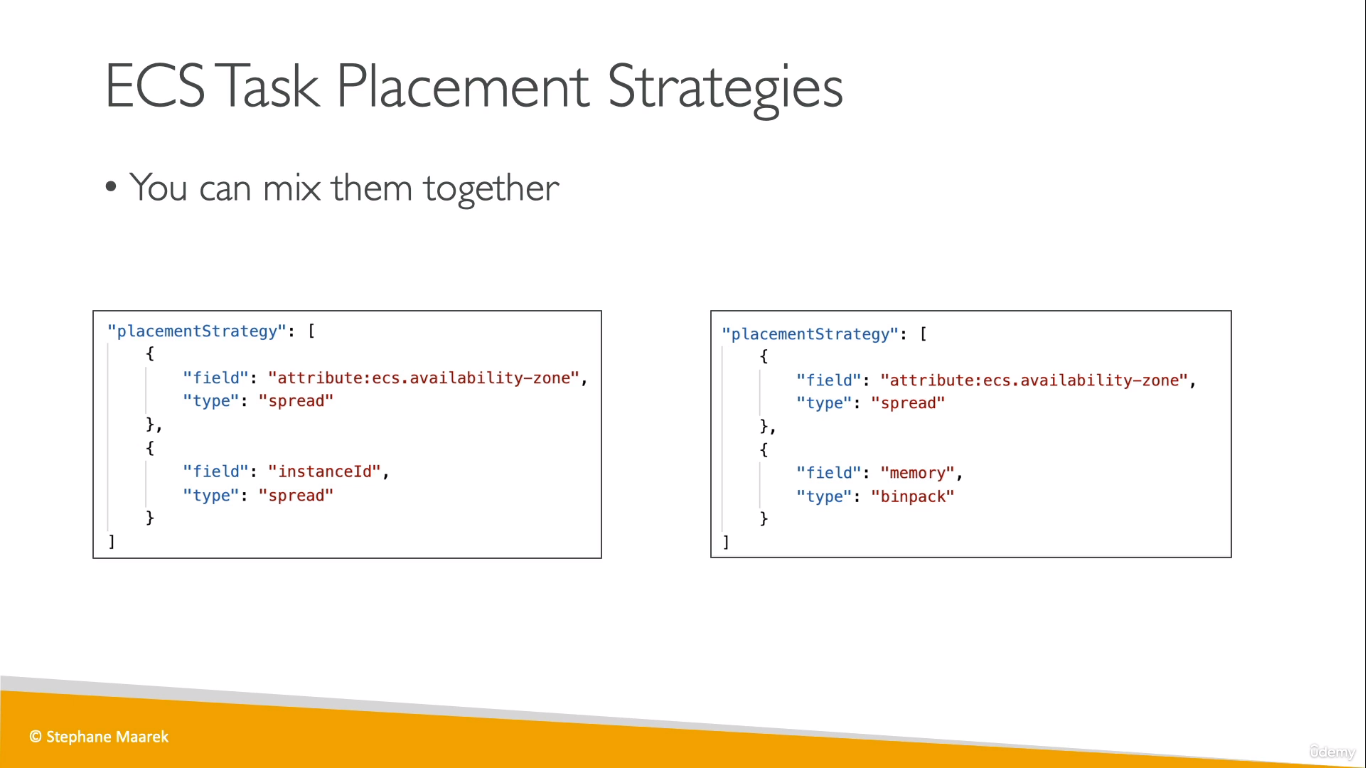 ECS Task Placement Strategies
• You can mix them together
"placementStrategy": [
{
"field": "attribute:ecs.availability-zone",
"type": "spread"
},
{
"field": "instanceId",
"type": "spread"
}
]
"placementStrategy": [
{
"field": "attribute:ecs.availability-zone",
"type": "spread"
},
{
"field": "memory",
"type": "binpack"
}
]
© Stephane Maarek
ûdemy